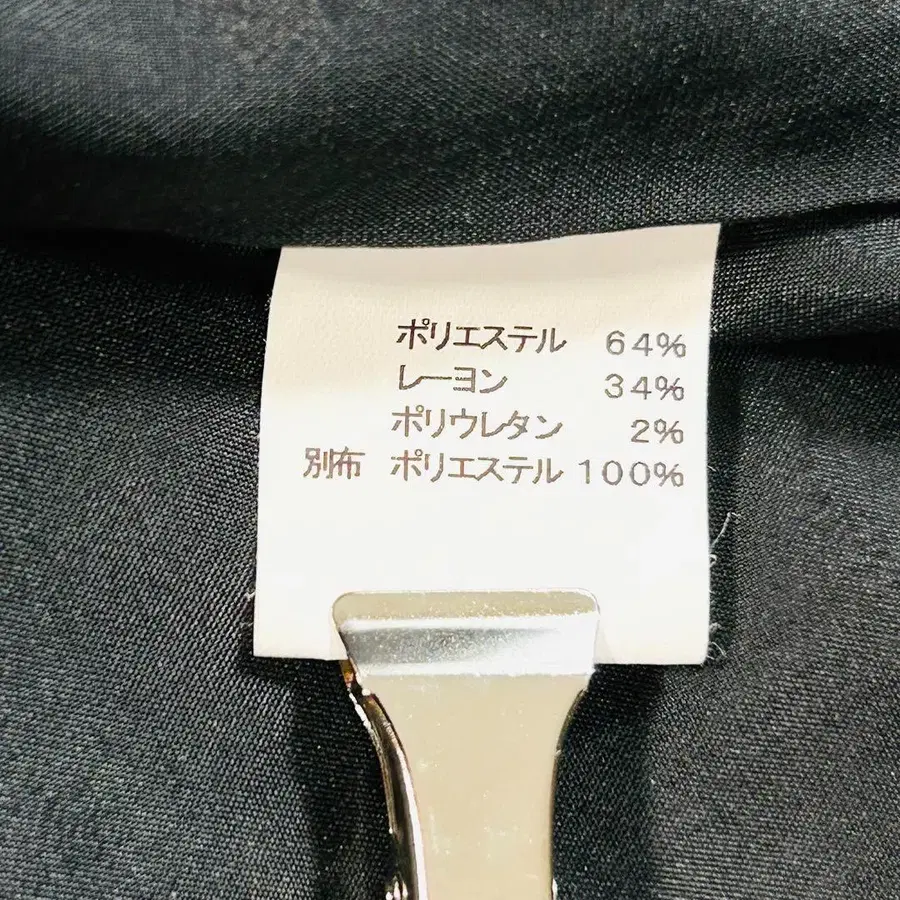 ポリエステル 64%
レーヨン 34%
ポリウレタン 2%
別布 ポリエステル 100%